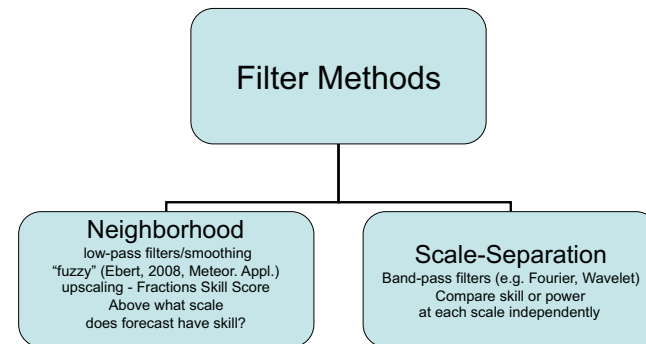 Filter Methods
Neighborhood
low-pass filters/smoothing
“fuzzy” (Ebert, 2008, Meteor. Appl.)
upscaling - Fractions Skill Score
Above what scale
does forecast have skill?
Scale-Separation
Band-pass filters (e.g. Fourier, Wavelet)
Compare skill or power
at each scale independently